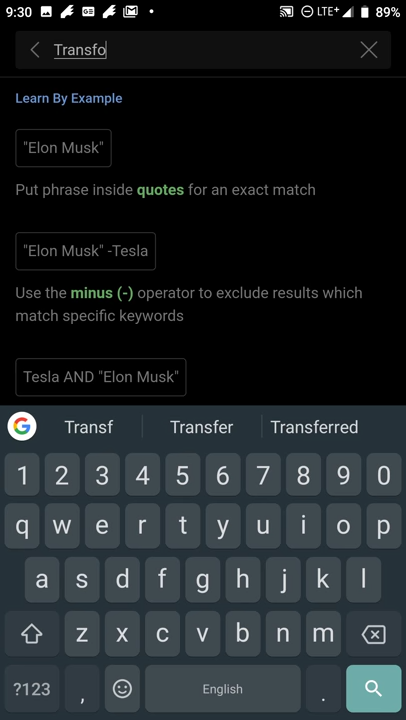 9:30 LTE+ 89%
Transfo
Learn By Example
"Elon Musk"
Put phrase inside quotes for an exact match
"Elon Musk" -Tesla
Use the minus (-) operator to exclude results which
match specific keywords
Tesla AND "Elon Musk"
Transf Transfer Transferred
1 2 3 4 5 6 7 8 9 0
q w e r t y u i o p
a s d f g h j k l
z x c v b n m
?123 , English .